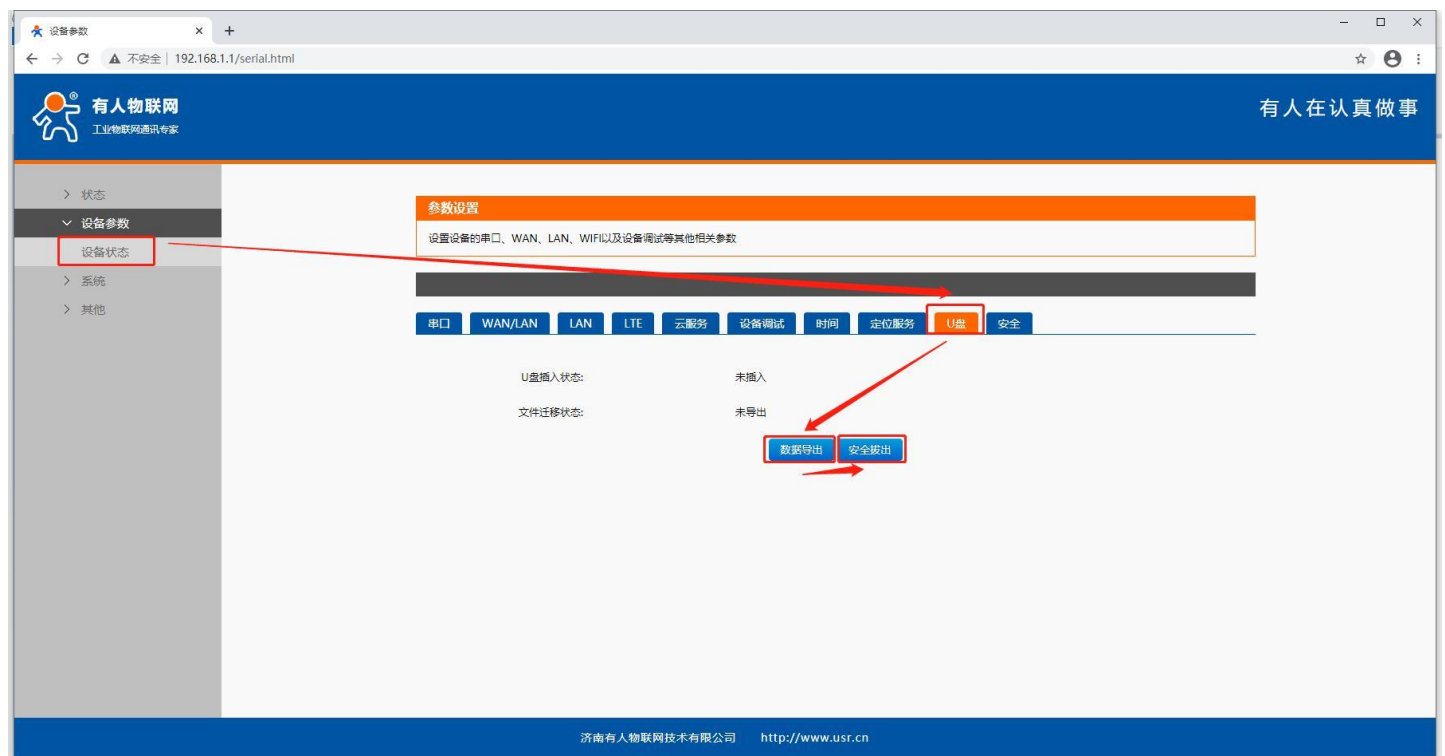 设备参数
不安全 | 192.168.1.1/serial.html
有人物联网
®
工业物联网通讯专家
有人在认真做事
状态
设备参数
设备状态
系统
其他
参数设置
设置设备的串口、WAN、LAN、WIFI以及设备调试等其他相关参数
串口 WAN/LAN LAN LTE 云服务 设备调试 时间 定位服务 U盘 安全
U盘插入状态: 未插入
文件迁移状态: 未导出
数据导出 安全拔出
济南有人物联网技术有限公司 http://www.usr.cn